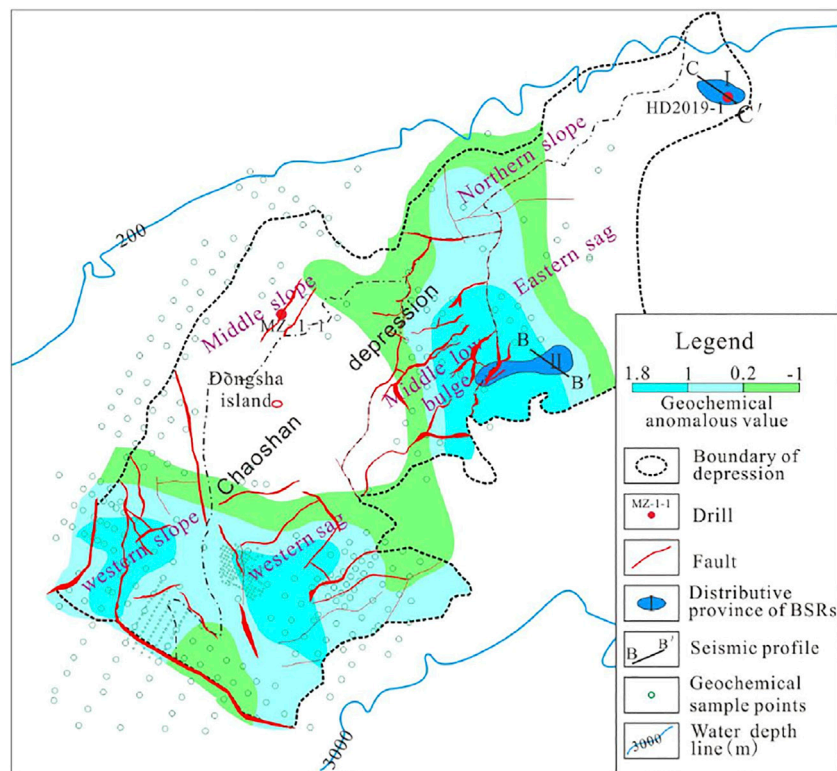 C
I
HD2019-1
C'
Northern slope
200
Eastern sag
Middle slope
MZ-1-1
depression
B
II
B
Middle low
bulge
Dongsha
island
Chaoshan
western slope
western sag
3000
Legend
1.8 1 0.2 -1
Geochemical
anomalous value
Boundary of
depression
MZ-1-1
Drill
Fault
I
Distributive
province of BSRs
B B'
Seismic profile
Geochemical
sample points
3000
Water depth
line(m)